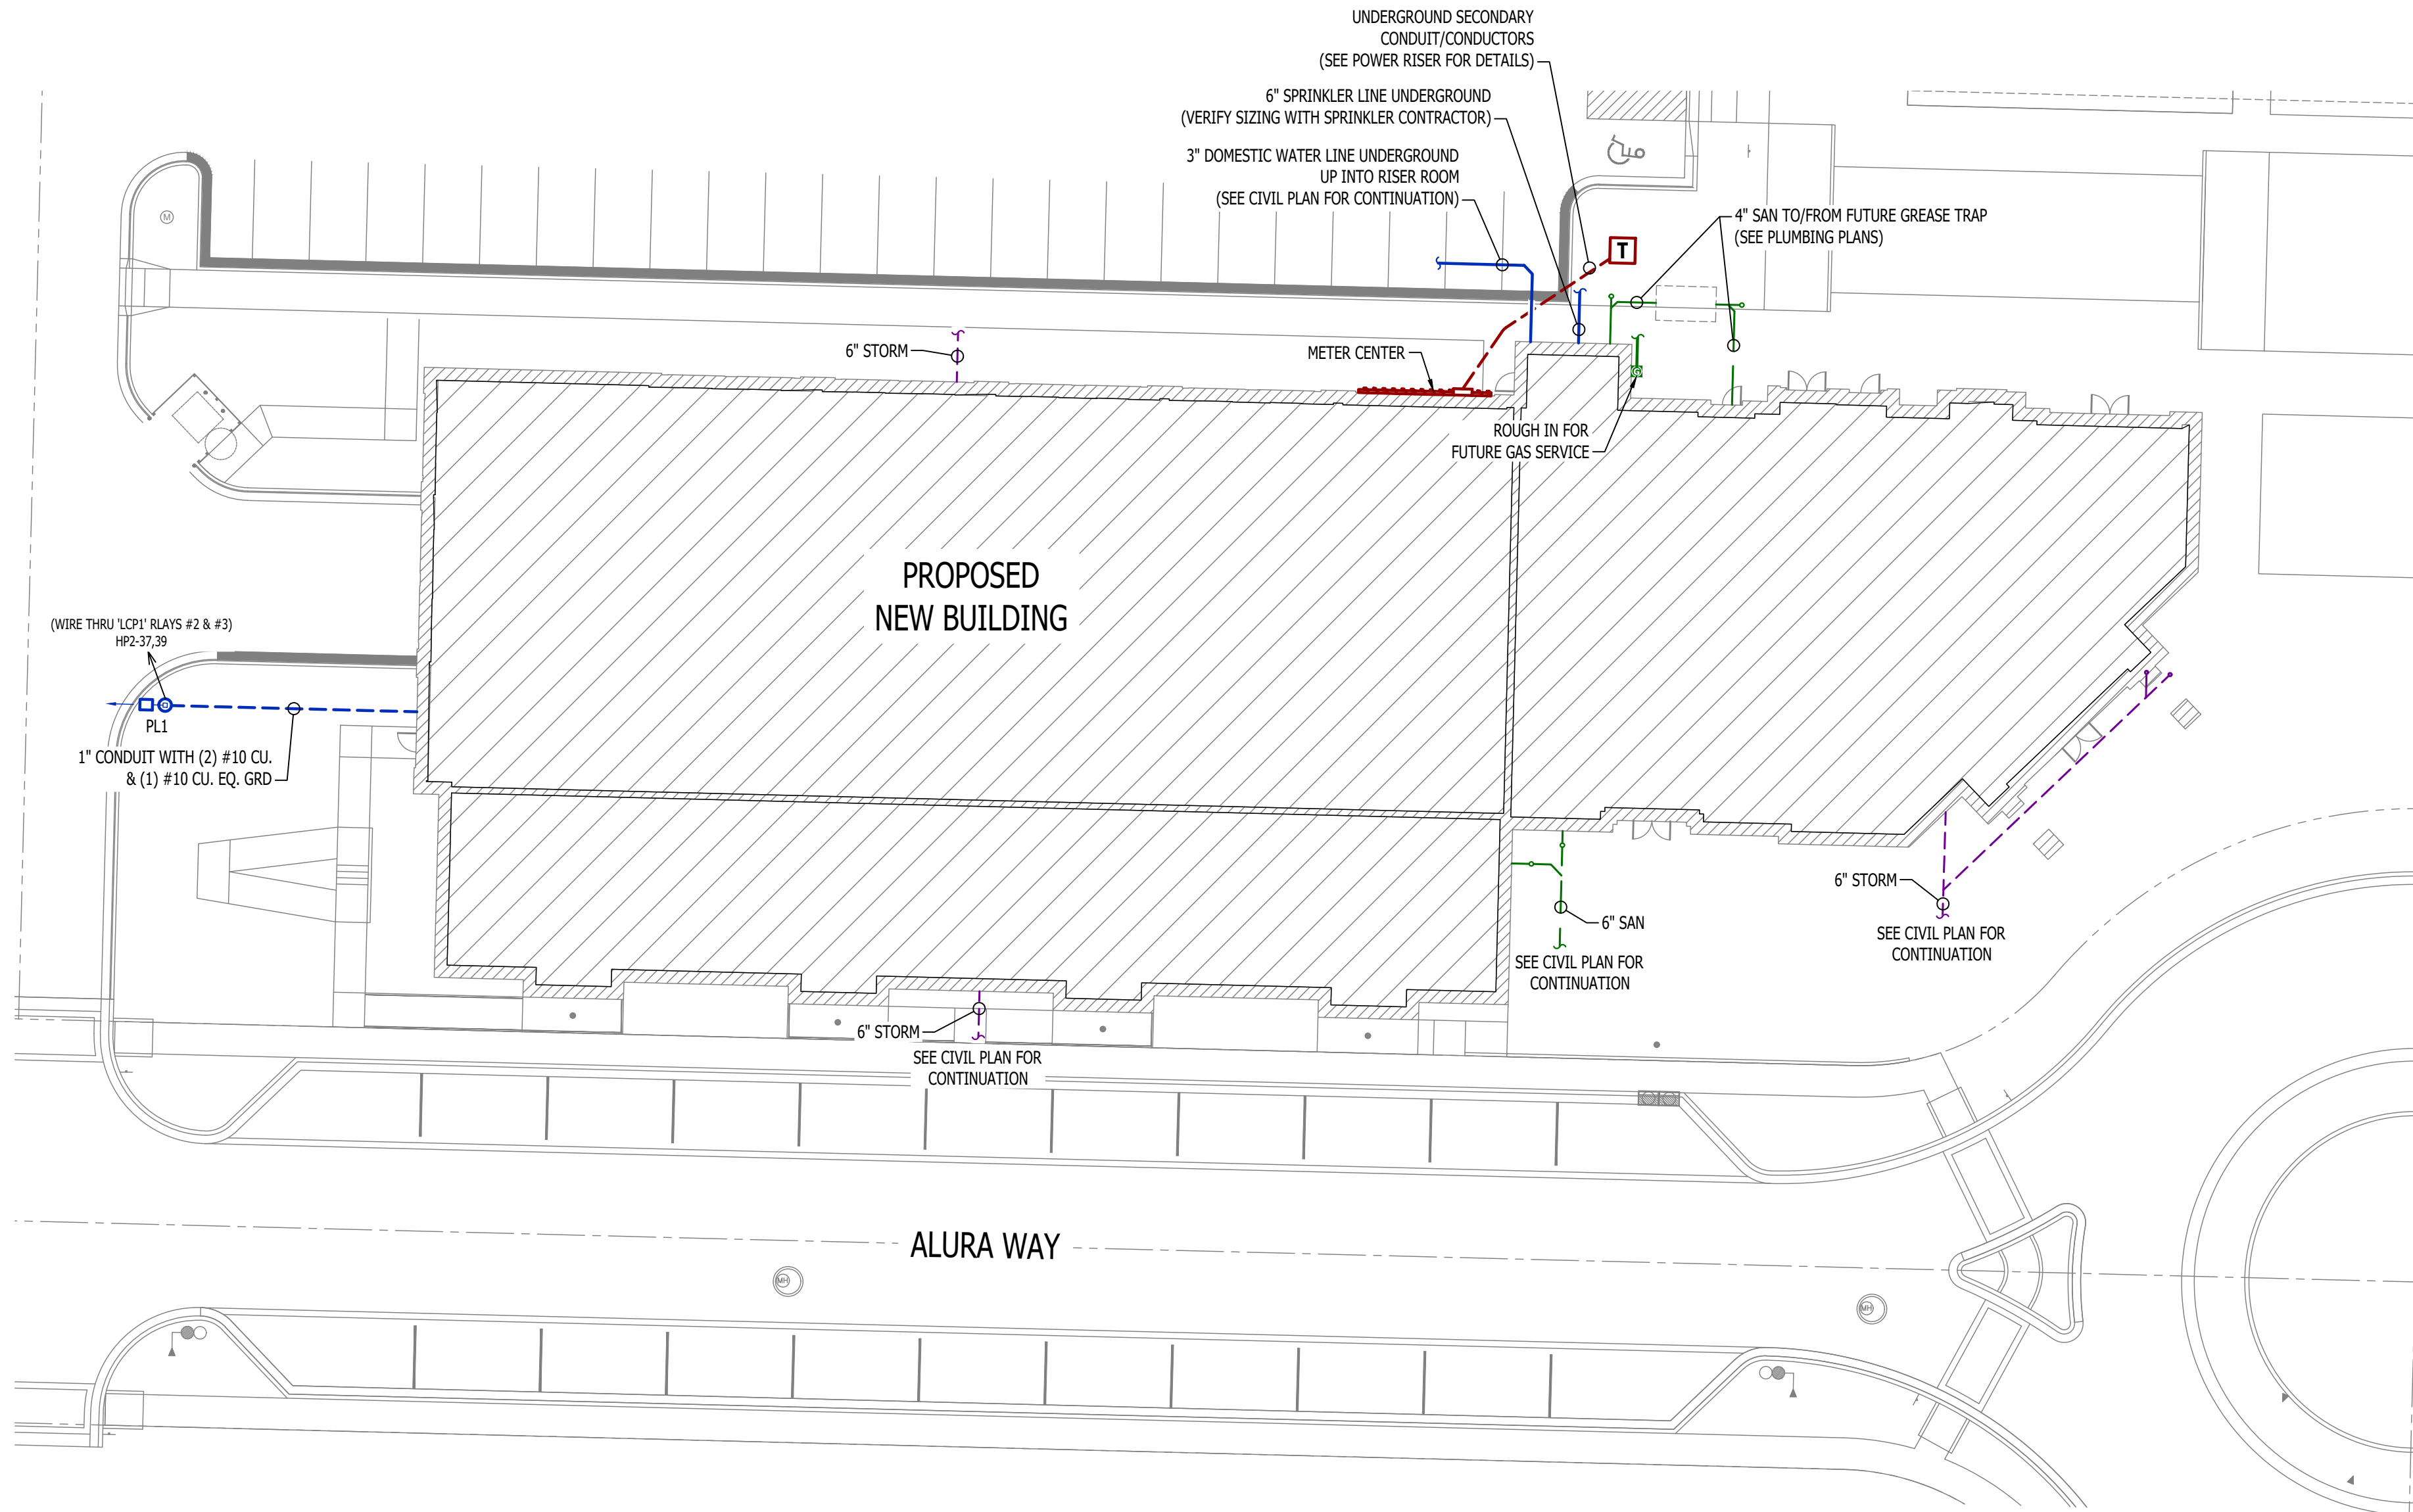 UNDERGROUND SECONDARY
CONDUIT/CONDUCTORS
(SEE POWER RISER FOR DETAILS)
6" SPRINKLER LINE UNDERGROUND
(VERIFY SIZING WITH SPRINKLER CONTRACTOR)
3" DOMESTIC WATER LINE UNDERGROUND
UP INTO RISER ROOM
(SEE CIVIL PLAN FOR CONTINUATION)
4" SAN TO/FROM FUTURE GREASE TRAP
(SEE PLUMBING PLANS)
M
T
6" STORM
METER CENTER
G
ROUGH IN FOR
FUTURE GAS SERVICE
PROPOSED
NEW BUILDING
(WIRE THRU 'LCP1' RLAYS #2 & #3)
HP2-37,39
PL1
1" CONDUIT WITH (2) #10 CU.
& (1) #10 CU. EQ. GRD
6" STORM
SEE CIVIL PLAN FOR
CONTINUATION
6" SAN
SEE CIVIL PLAN FOR
CONTINUATION
6" STORM
SEE CIVIL PLAN FOR
CONTINUATION
ALURA WAY
MH
MH